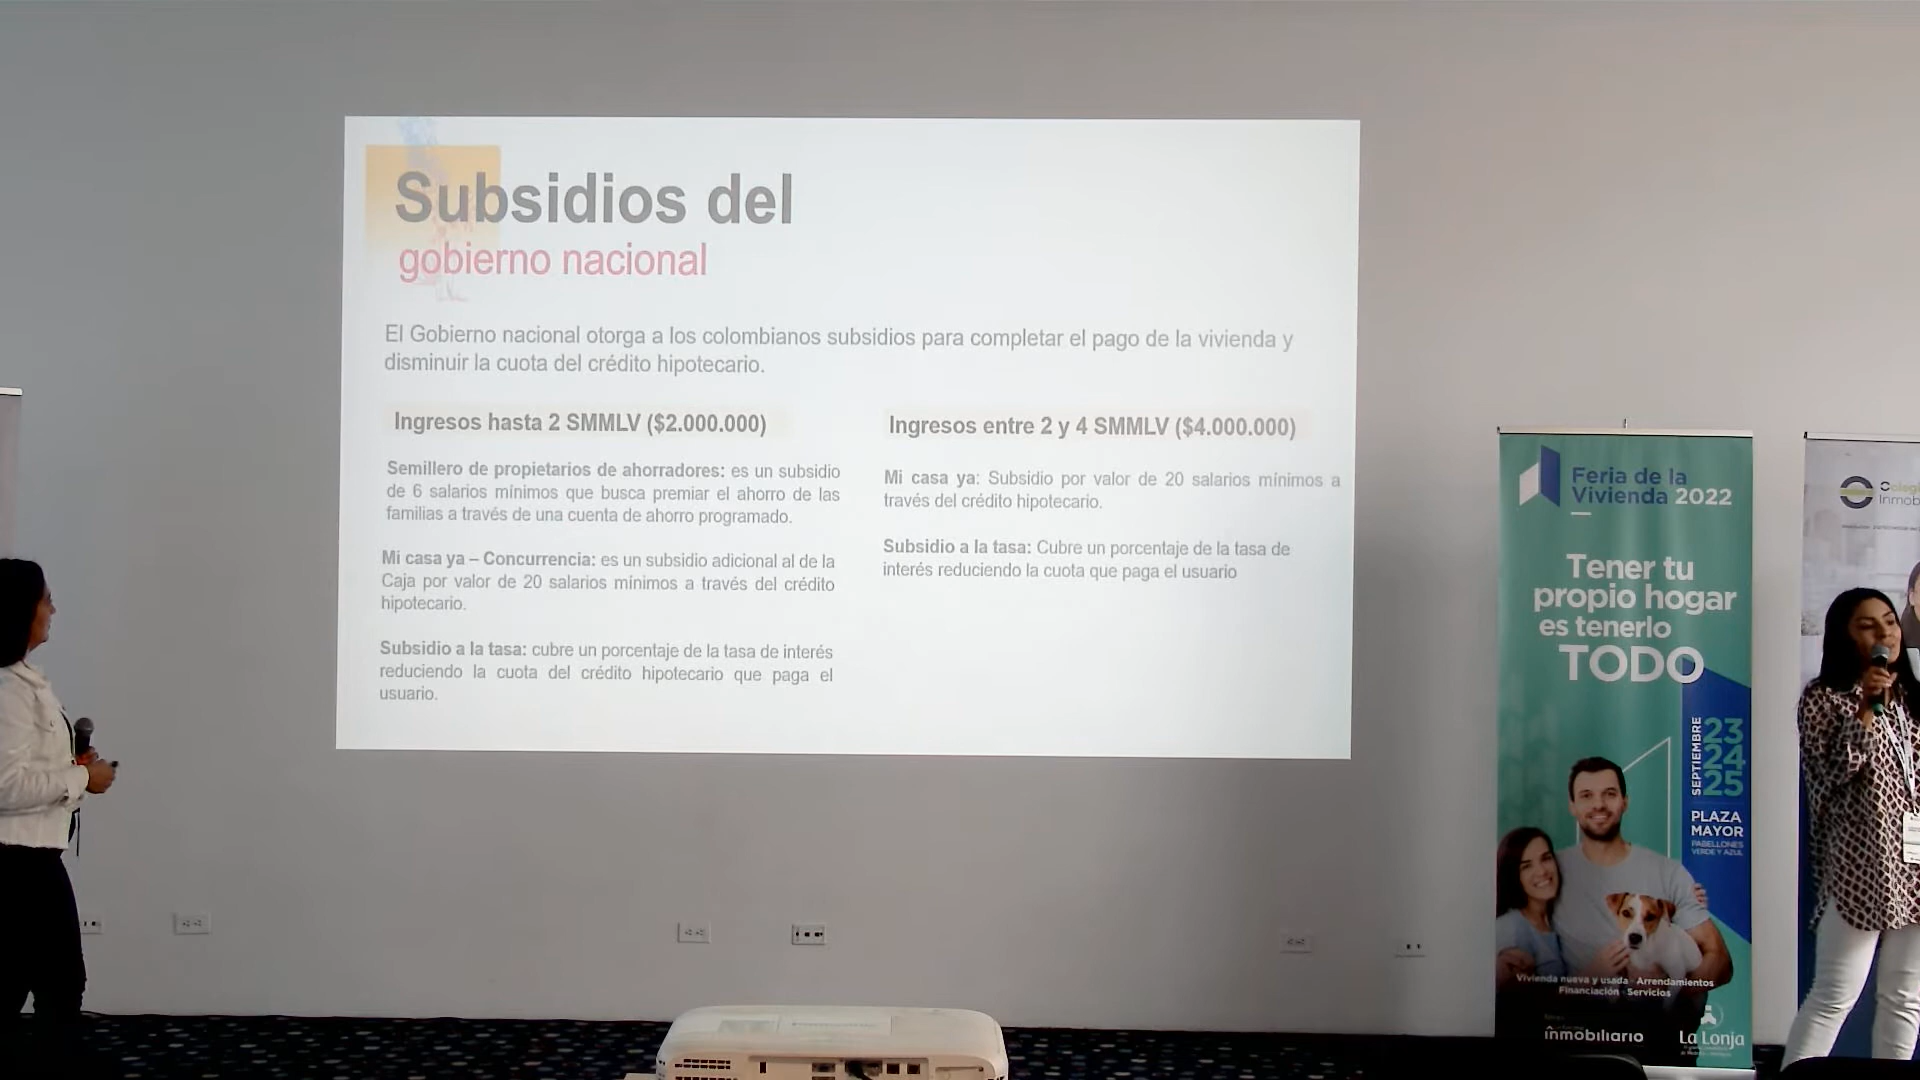 Subsidios del
gobierno nacional
El Gobierno nacional otorga a los colombianos subsidios para completar el pago de la vivienda y
disminuir la cuota del crédito hipotecario.
Ingresos hasta 2 SMMLV ($2.000.000)
Semillero de propietarios de ahorradores: es un subsidio
de 6 salarios mínimos que busca premiar el ahorro de las
familias a través de una cuenta de ahorro programado.
Mi casa ya – Concurrencia: es un subsidio adicional al de la
Caja por valor de 20 salarios mínimos a través del crédito
hipotecario.
Subsidio a la tasa: cubre un porcentaje de la tasa de interés
reduciendo la cuota del crédito hipotecario que paga el
usuario.
Ingresos entre 2 y 4 SMMLV ($4.000.000)
Mi casa ya: Subsidio por valor de 20 salarios mínimos a
través del crédito hipotecario.
Subsidio a la tasa: Cubre un porcentaje de la tasa de
interés reduciendo la cuota que paga el usuario
Feria de la
Vivienda 2022
Tener tu
propio hogar
es tenerlo
TODO
SEPTIEMBRE
23
24
25
PLAZA
MAYOR
PABELLONES
VERDE Y AZUL
Vivienda nueva y usada - Arrendamientos
Financiación - Servicios
inmobiliario
La Lonja